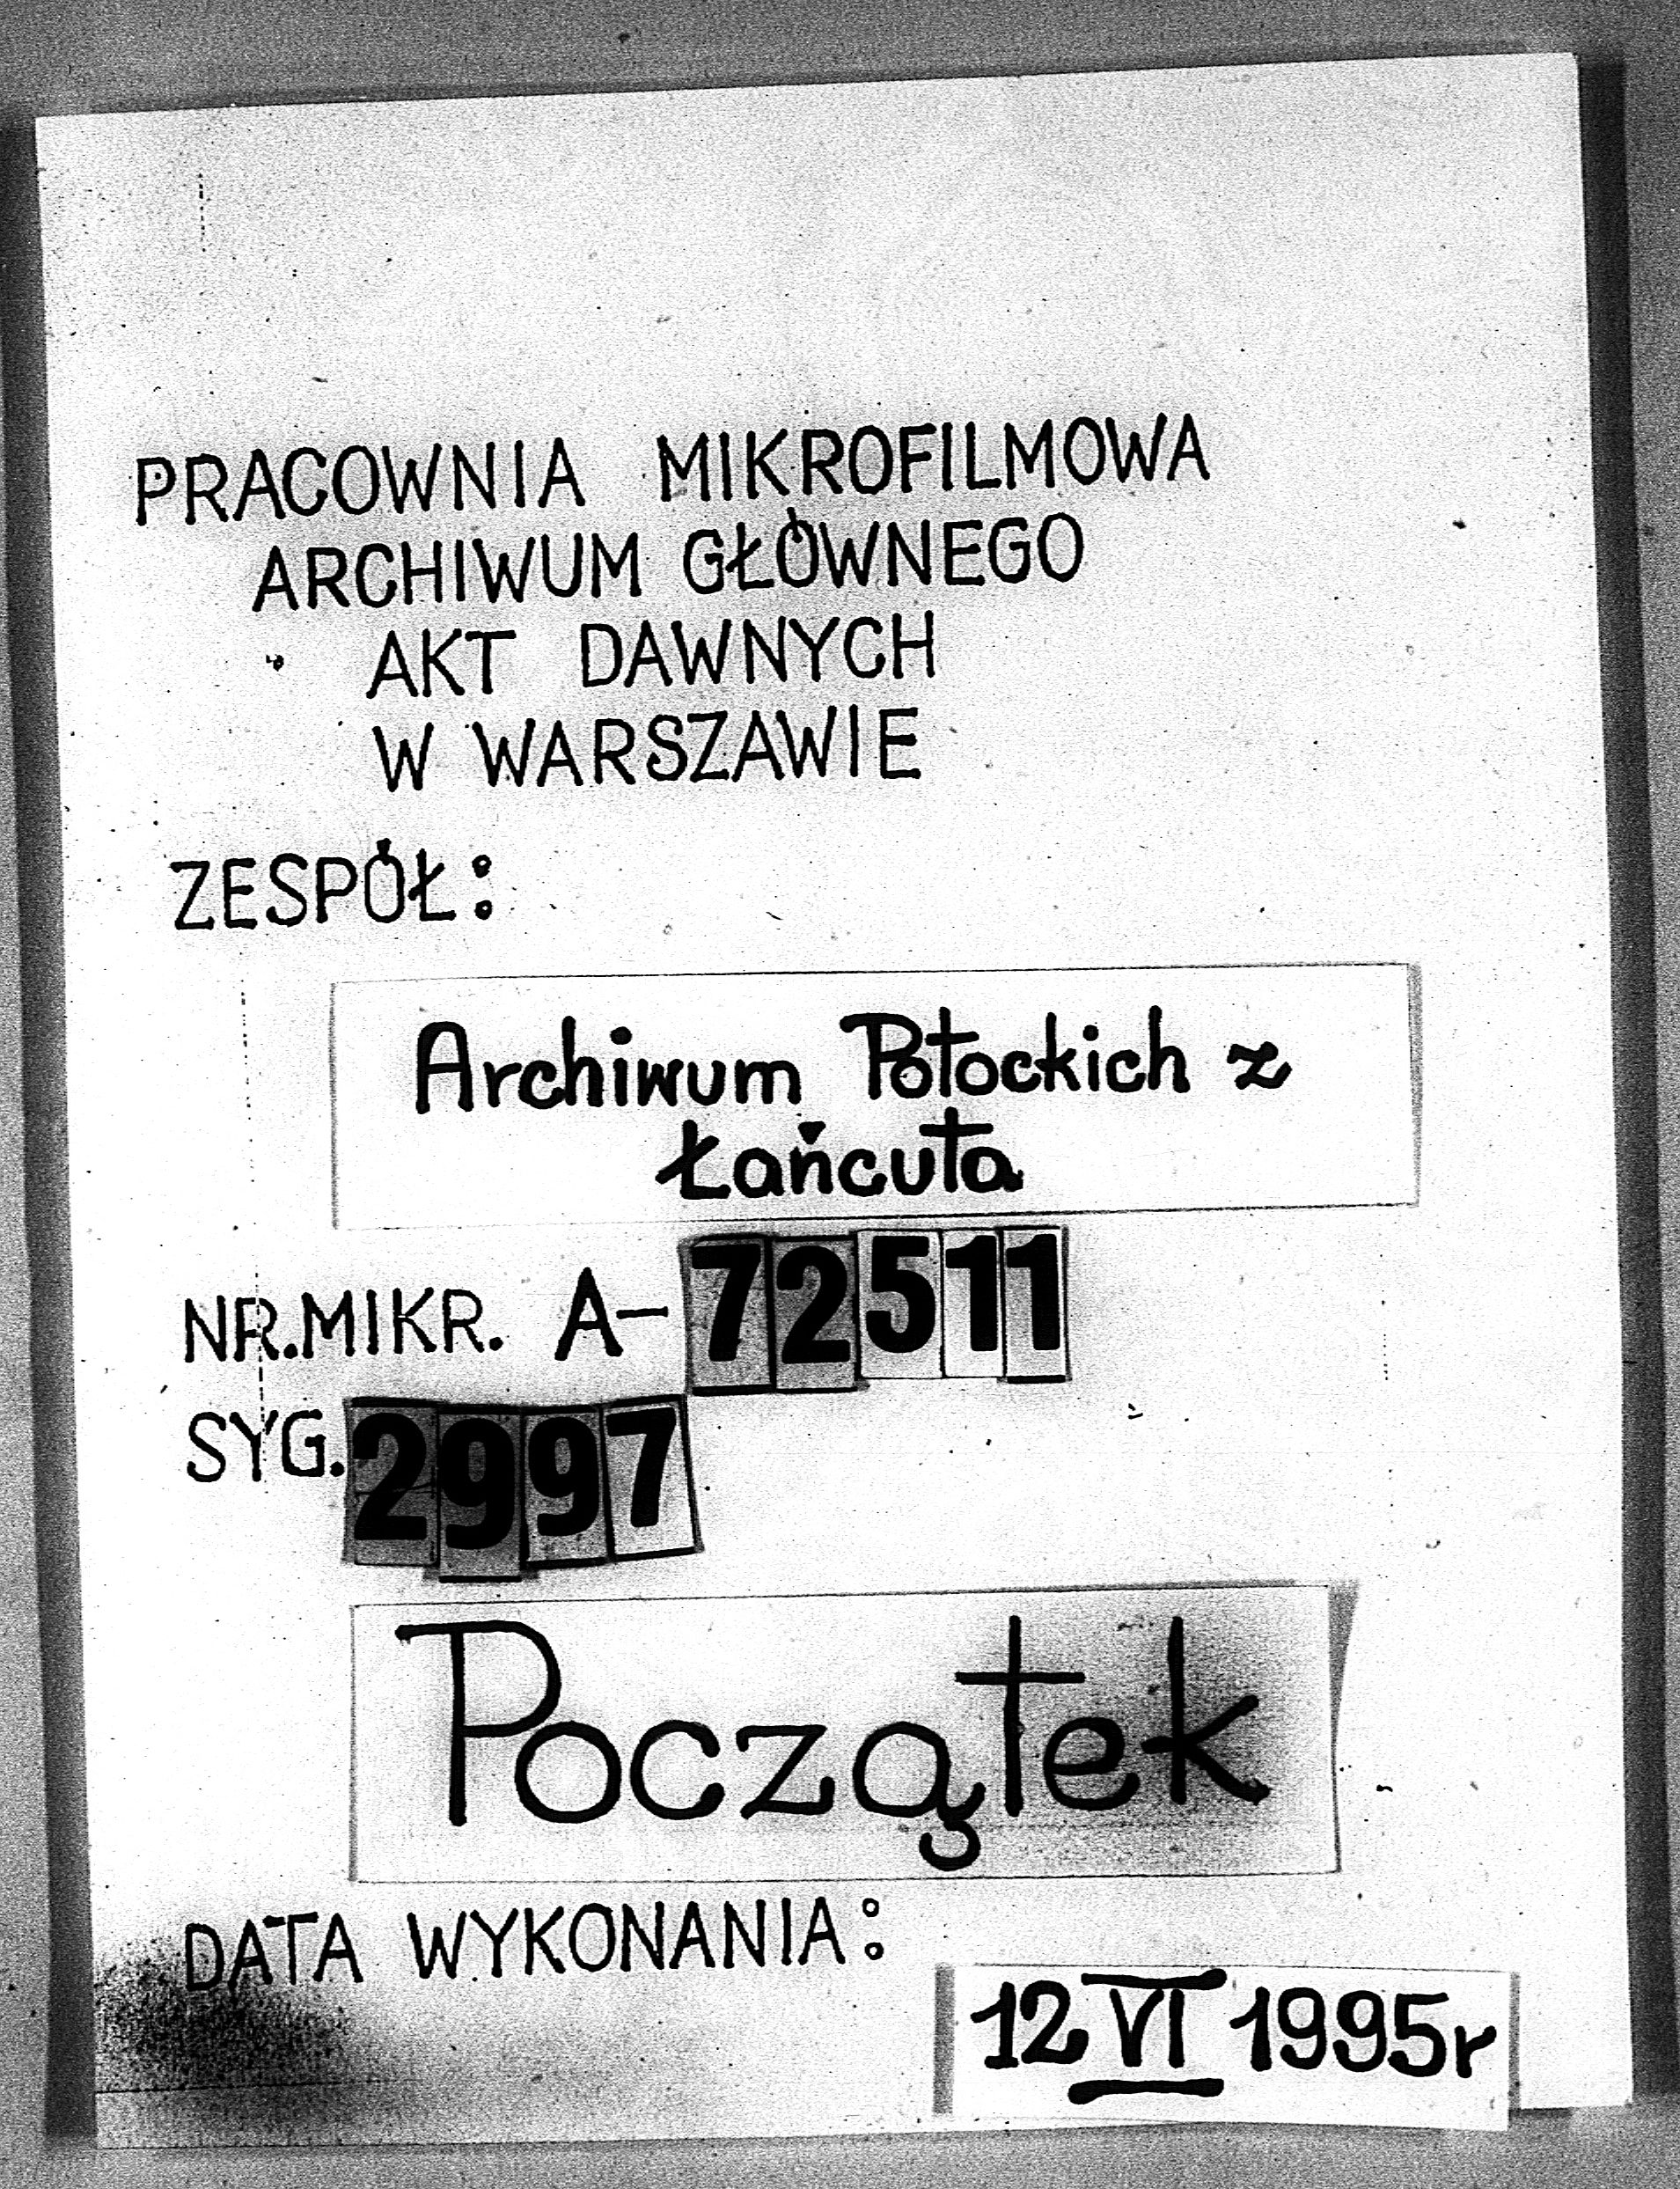 PRACOWNIA MIKROFILMOWA
ARCHIWUM GŁÓWNEGO
AKT DAWNYCH
W WARSZAWIE
ZESPÓŁ:
Archiwum Potockich z
Łańcuta
NR.MIKR. A-72511
SYG. 2997
Początek
DATA WYKONANIA:
12 VI 1995r